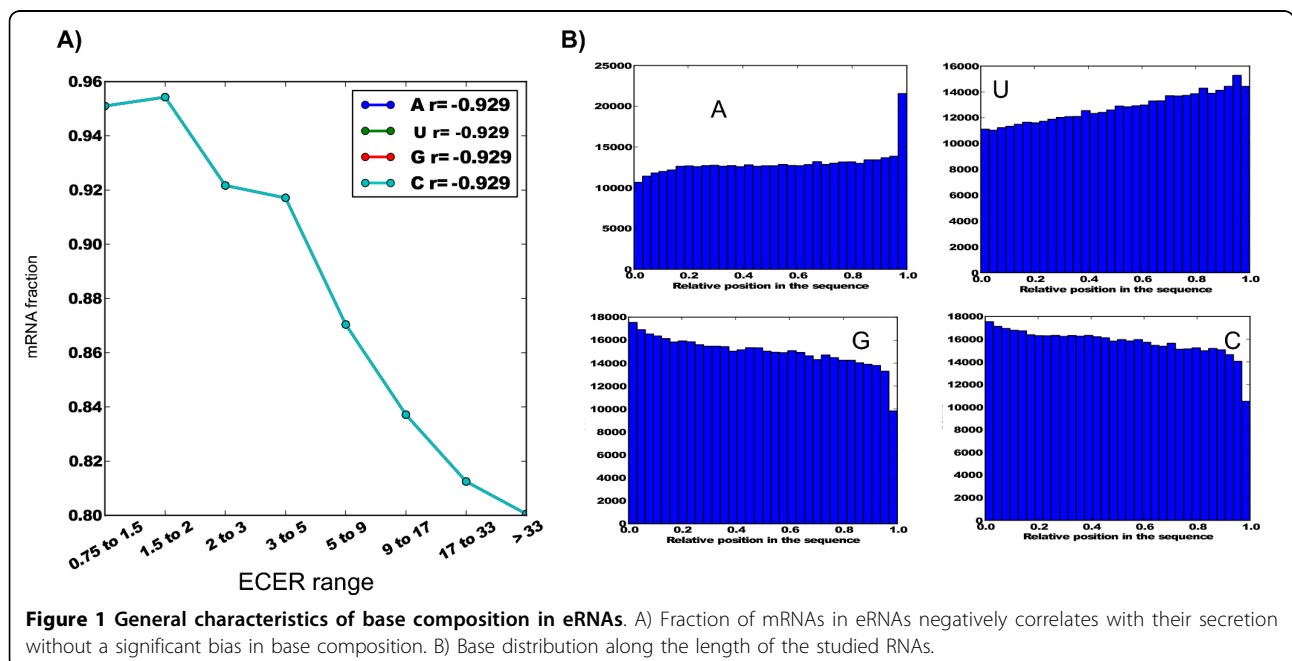 A)
0.96
0.94
0.92
0.90
0.88
0.86
0.84
0.82
0.80
mRNA fraction
A r= -0.929
U r= -0.929
G r= -0.929
C r= -0.929
0.75 to 1.5
1.5 to 2
2 to 3
3 to 5
5 to 9
9 to 17
17 to 33
> 33
ECER range
B)
25000
20000
15000
10000
5000
0
A
0.0 0.2 0.4 0.6 0.8 1.0
Relative position in the sequence
16000
14000
12000
10000
8000
6000
4000
2000
0
U
0.0 0.2 0.4 0.6 0.8 1.0
Relative position in the sequence
18000
16000
14000
12000
10000
8000
6000
4000
2000
0
G
0.0 0.2 0.4 0.6 0.8 1.0
Relative position in the sequence
18000
16000
14000
12000
10000
8000
6000
4000
2000
0
C
0.0 0.2 0.4 0.6 0.8 1.0
Relative position in the sequence
Figure 1 General characteristics of base composition in eRNAs. A) Fraction of mRNAs in eRNAs negatively correlates with their secretion
without a significant bias in base composition. B) Base distribution along the length of the studied RNAs.